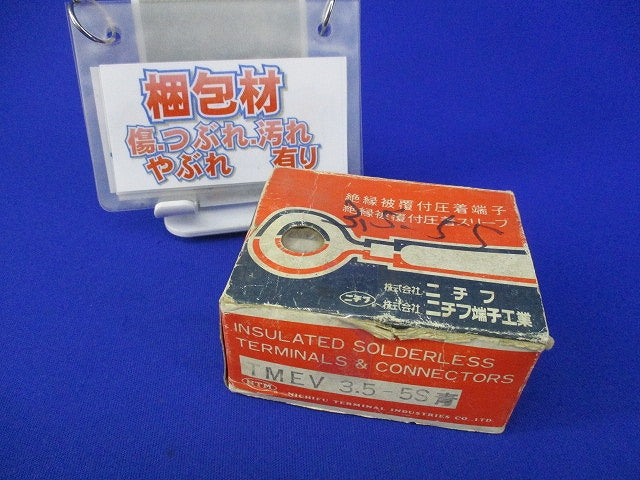 梱包材
傷.つぶれ.汚れ
やぶれ 有り
絶縁被覆付圧着端子
絶縁被覆付圧着スリーブ
3.5-5S
ニチフ
株式会社 ニチフ
株式会社 ニチフ端子工業
INSULATED SOLDERLESS
TERMINALS & CONNECTORS
TMEV 3.5-5S 青
NTM
NICHIFU TERMINAL INDUSTRIES CO.,LTD